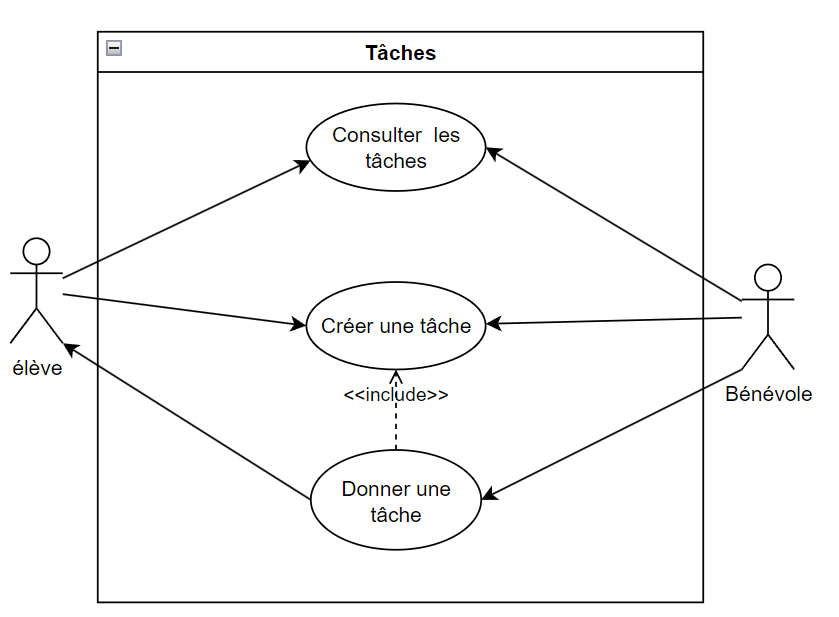 Tâches
Consulter les
tâches
Créer une tâche
élève
<<include>>
Bénévole
Donner une
tâche